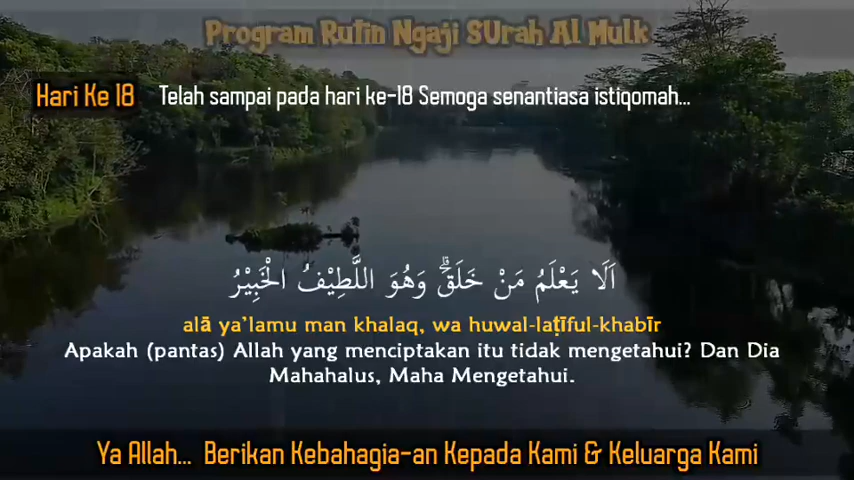 Program Rutin Ngaji SUrah Al Mulk
Hari Ke 18 Telah sampai pada hari ke-18 Semoga senantiasa istiqomah...
اَلَا يَعْلَمُ مَنْ خَلَقَۗ وَهُوَ اللَّطِيْفُ الْخَبِيْرُ
alā ya'lamu man khalaq, wa huwal-laṭīful-khabīr
Apakah (pantas) Allah yang menciptakan itu tidak mengetahui? Dan Dia
Mahahalus, Maha Mengetahui.
Ya Allah... Berikan Kebahagia-an Kepada Kami & Keluarga Kami